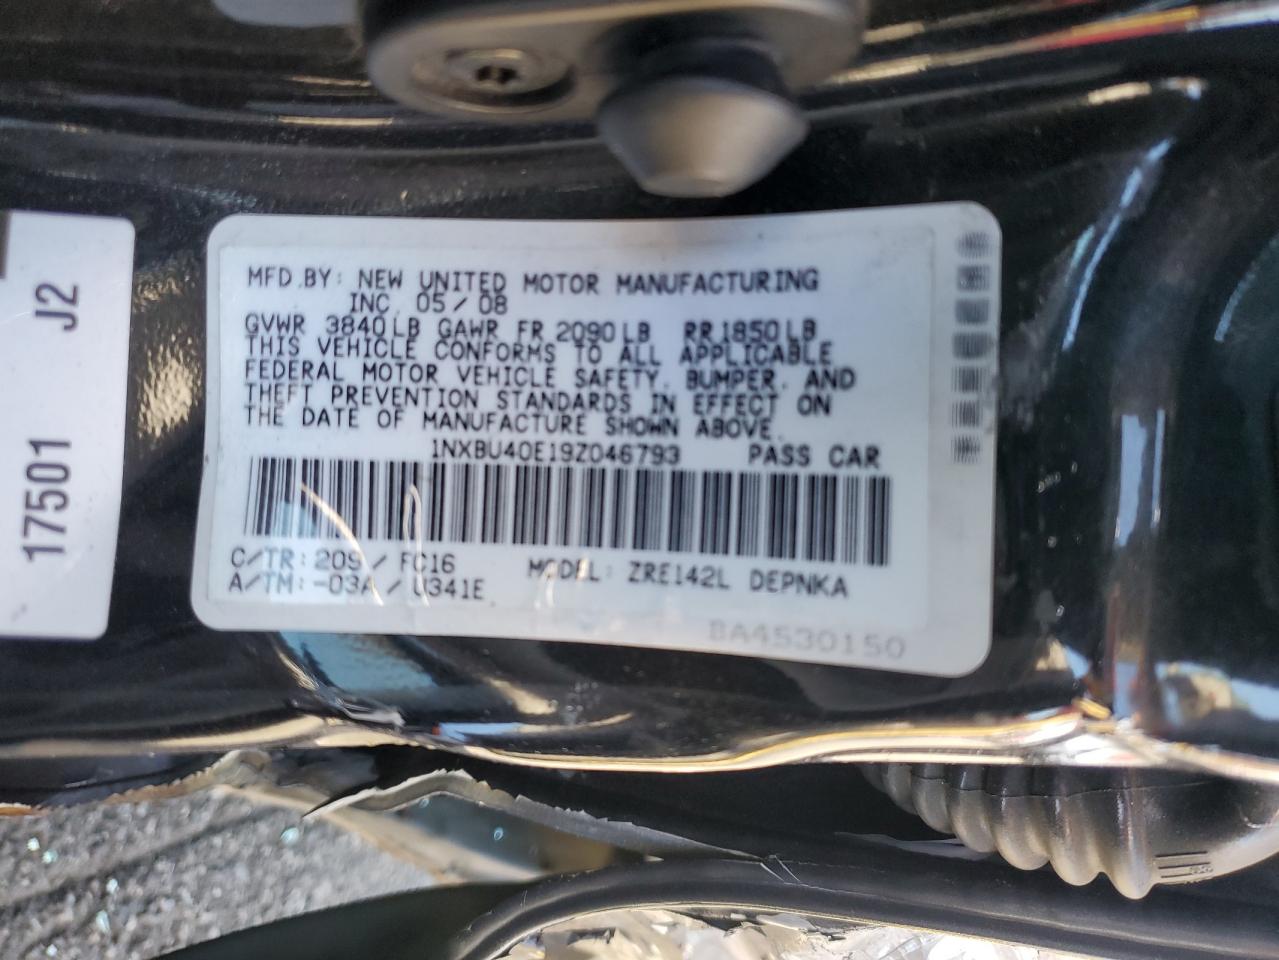 MFD.BY: NEW UNITED MOTOR MANUFACTURING
INC. 05/08
GVWR 3840LB GAWR FR 2090LB RR 1850LB
THIS VEHICLE CONFORMS TO ALL APPLICABLE
FEDERAL MOTOR VEHICLE SAFETY, BUMPER, AND
THEFT PREVENTION STANDARDS IN EFFECT ON
THE DATE OF MANUFACTURE SHOWN ABOVE.
1NXBU40E19Z046793 PASS CAR
C/TR: 209 / FC16 MODEL: ZRE142L DEPNKA
A/TM: -03A / U341E
BA4530150
17501 J2